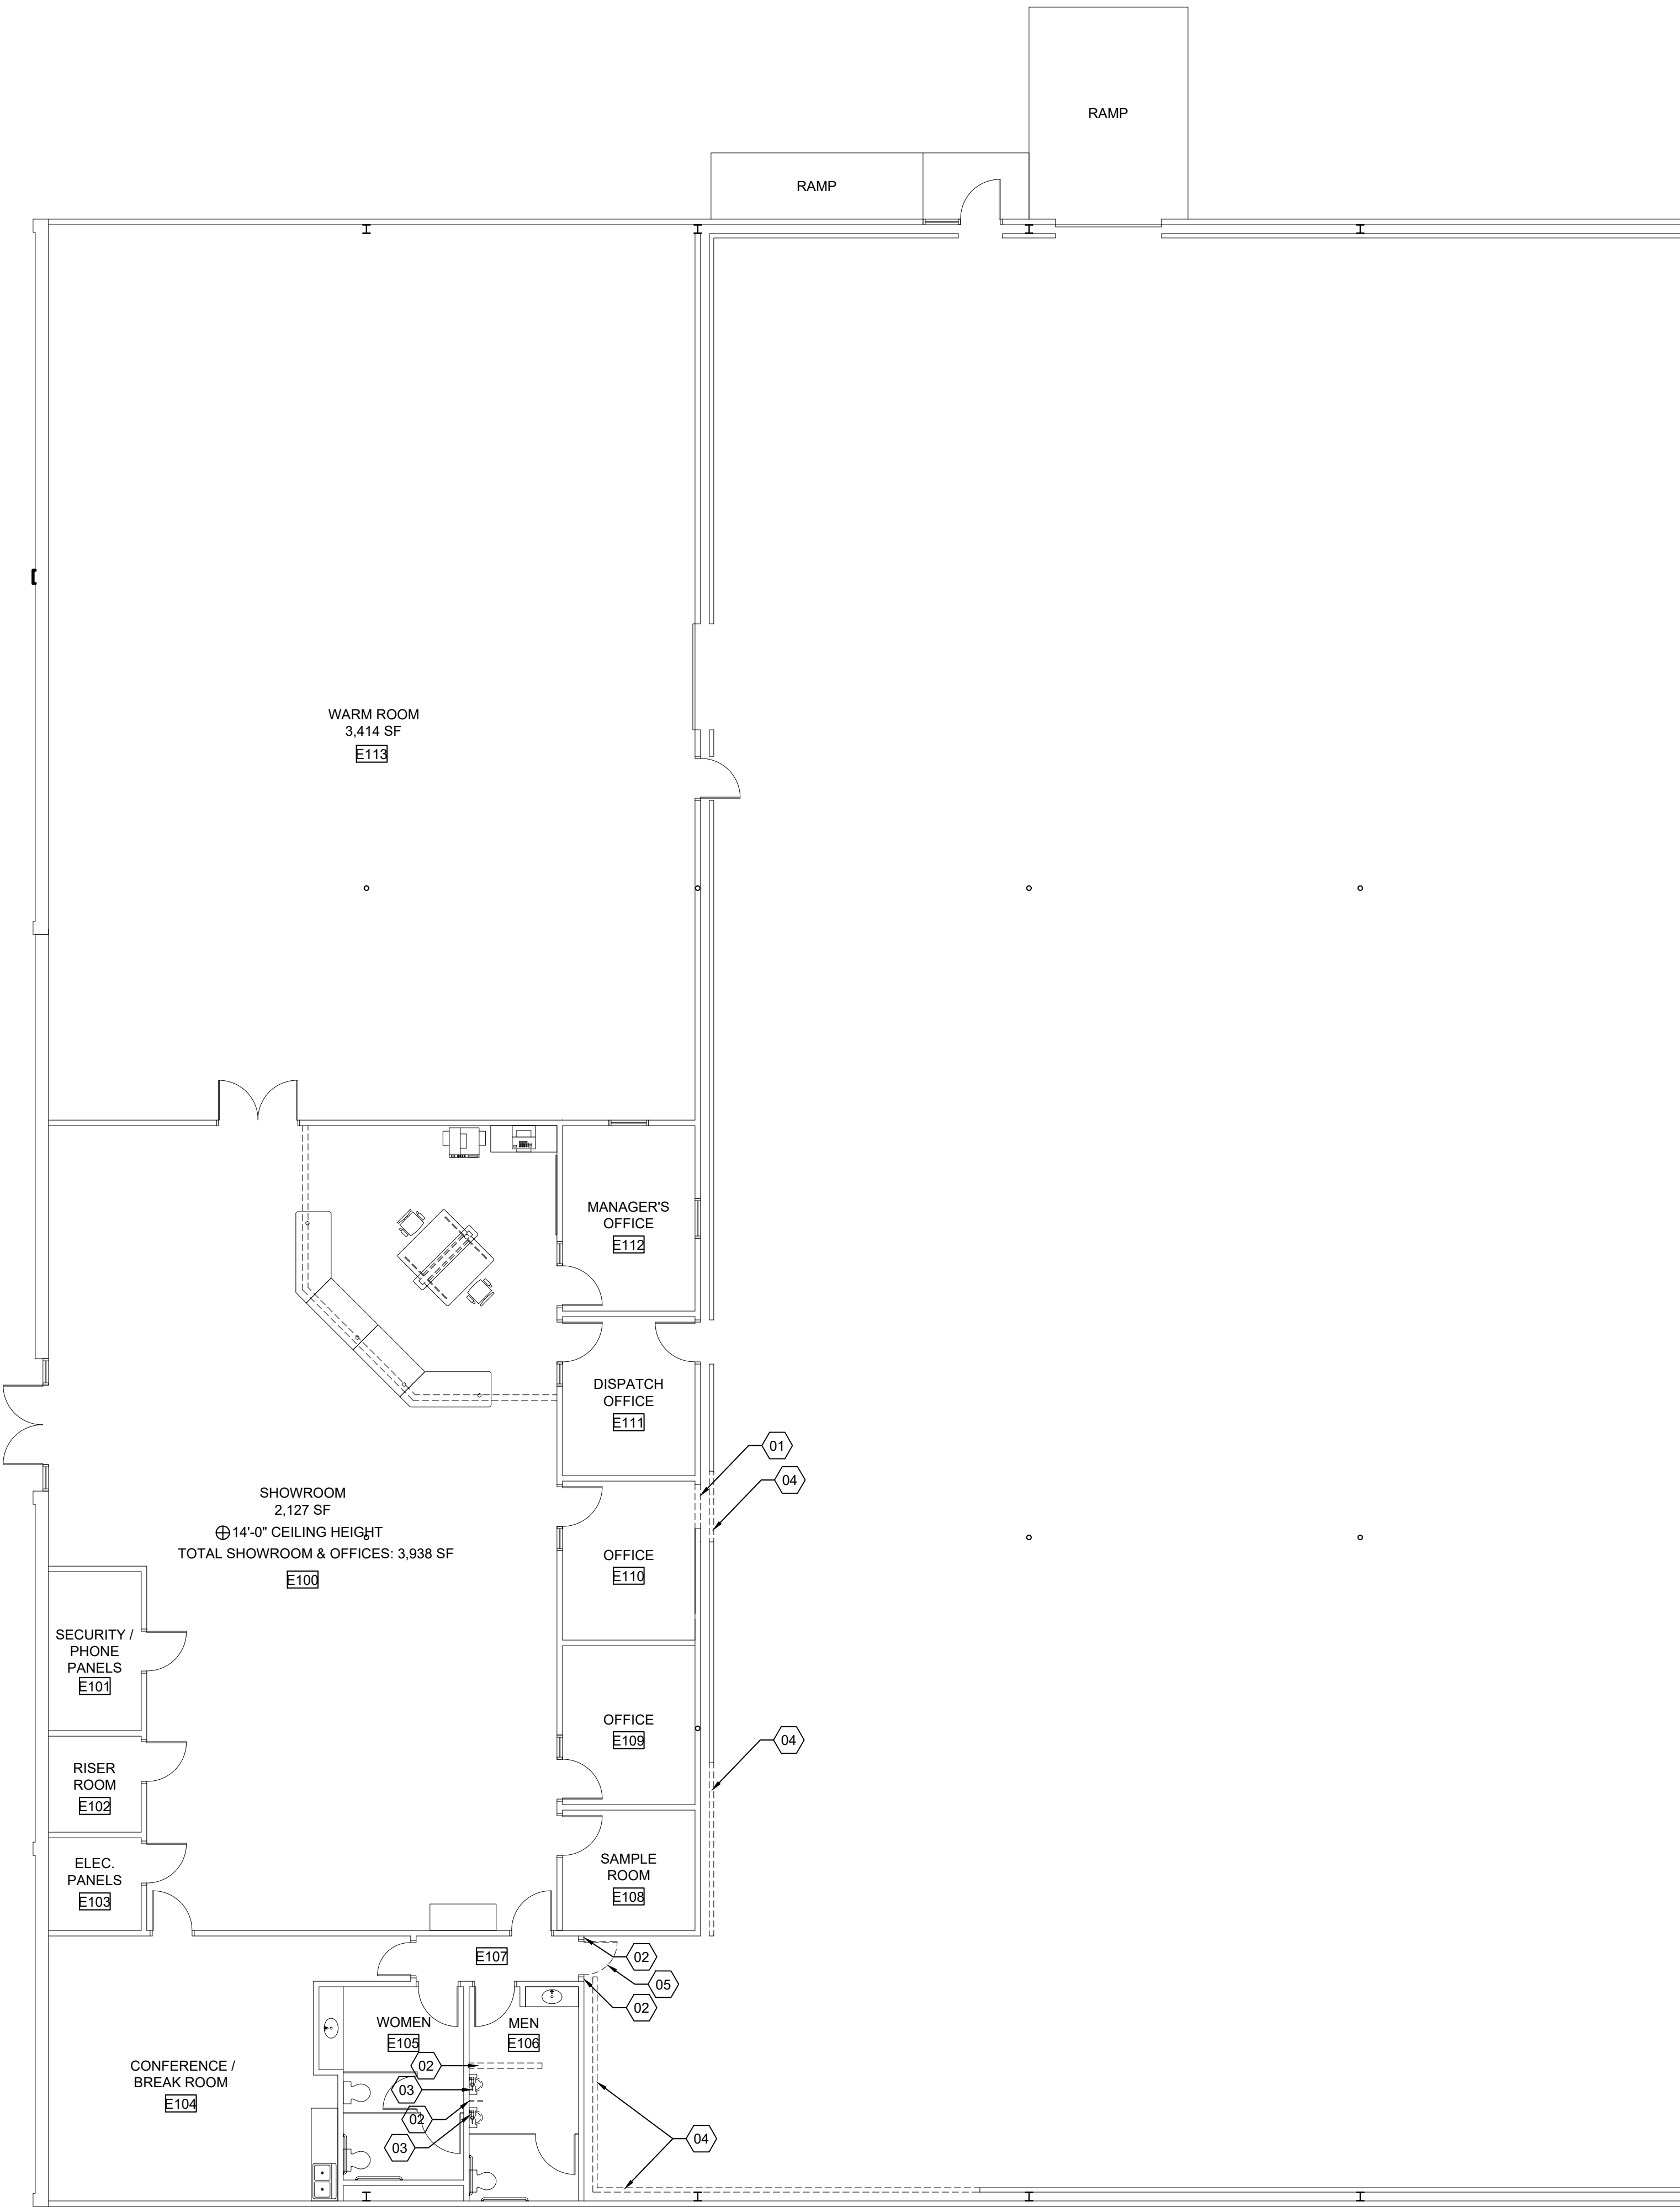 RAMP
RAMP
WARM ROOM
3,414 SF
E113
MANAGER'S
OFFICE
E112
DISPATCH
OFFICE
E111
01
04
SHOWROOM
2,127 SF
14'-0" CEILING HEIGHT
TOTAL SHOWROOM & OFFICES: 3,938 SF
E100
OFFICE
E110
SECURITY /
PHONE
PANELS
E101
OFFICE
E109
04
RISER
ROOM
E102
ELEC.
PANELS
E103
SAMPLE
ROOM
E108
E107
02
05
02
WOMEN
E105
MEN
E106
02
CONFERENCE /
BREAK ROOM
E104
03
02
03
04